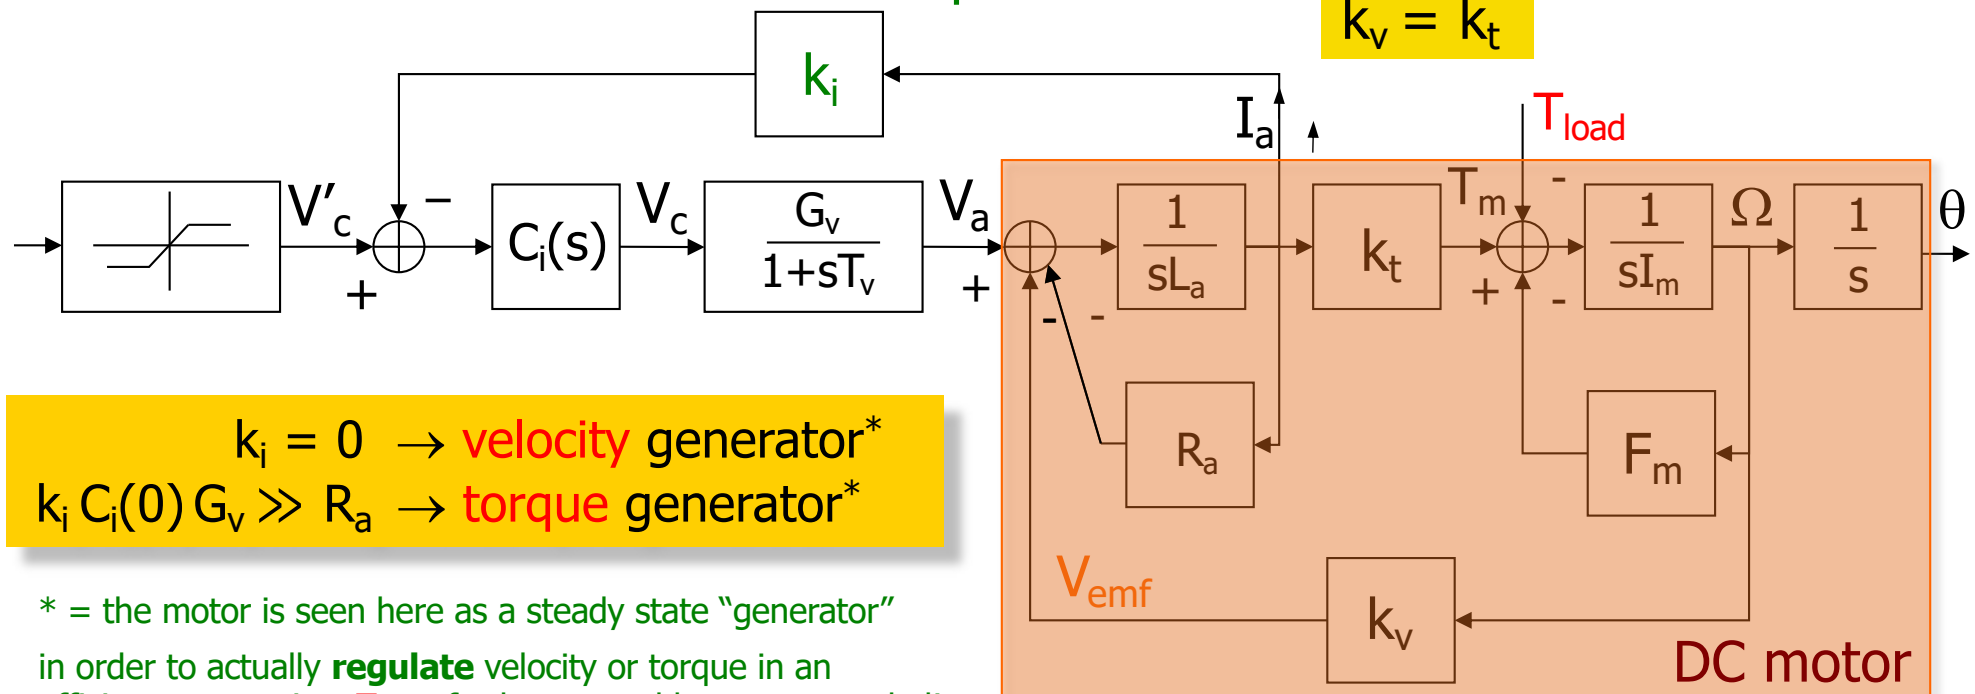 kᵥ = kₜ
kᵢ
Iₐ
T_load
V'c
−
+
Cᵢ(s)
Vc
Gᵥ
1+sTᵥ
Vₐ
+
-
-
1
sLₐ
kₜ
Tₘ
-
+
-
1
sIₘ
Ω
1
s
θ
Rₐ
Fₘ
V_emf
kᵥ
DC motor
kᵢ = 0 → velocity generator*
kᵢ Cᵢ(0) Gᵥ ≫ Rₐ → torque generator*
* = the motor is seen here as a steady state “generator”
in order to actually regulate velocity or torque in an